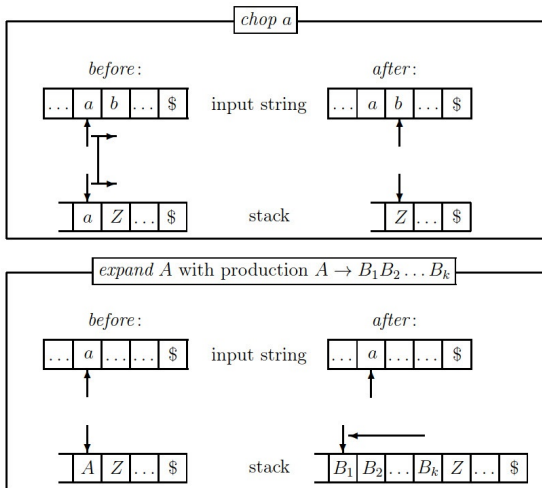 chop a
before: after:
… a b … $ input string … a b … $
a Z … $ stack Z … $
expand A with production A → B₁B₂…Bₖ
before: after:
… a … … $ input string … a … … $
A Z … $ stack B₁ B₂ … Bₖ Z … $